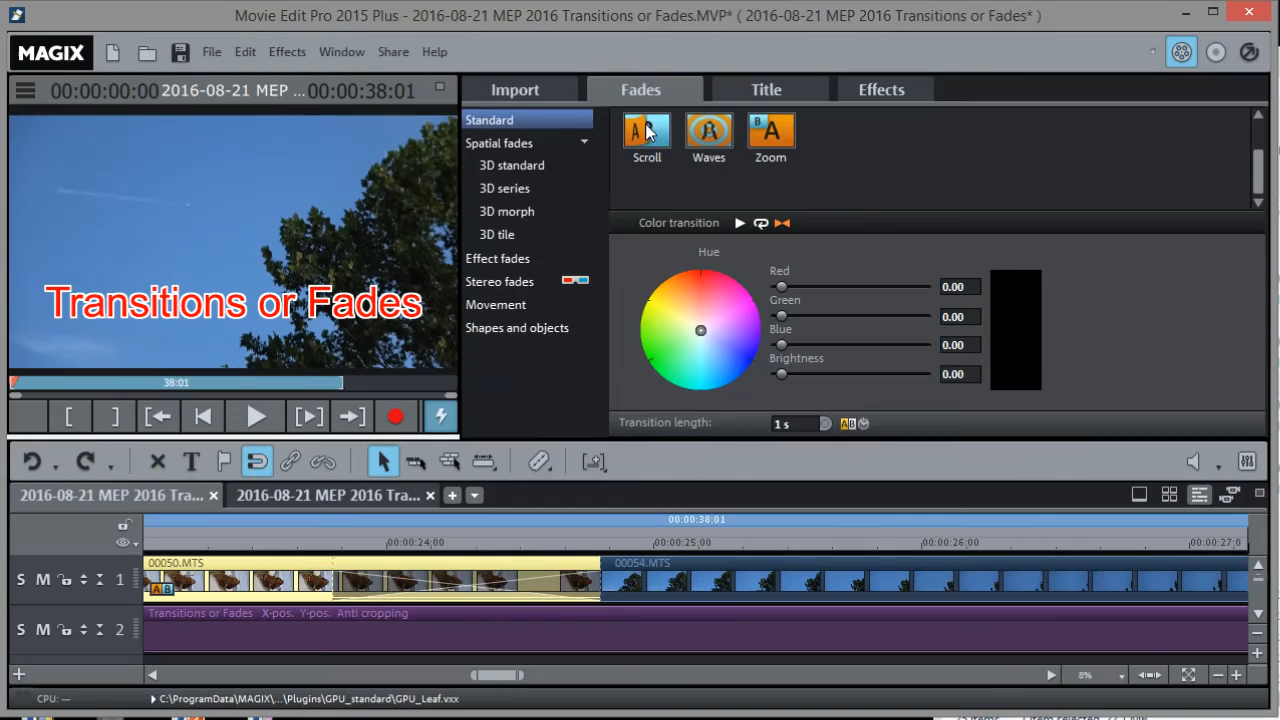 Movie Edit Pro 2015 Plus - 2016-08-21 MEP 2016 Transitions or Fades.MVP* ( 2016-08-21 MEP 2016 Transitions or Fades* )
MAGIX File Edit Effects Window Share Help
00:00:00:00 2016-08-21 MEP ... 00:00:38:01
Import Fades Title Effects
Standard
Spatial fades
3D standard
3D series
3D morph
3D tile
Effect fades
Stereo fades
Movement
Shapes and objects
Scroll Waves Zoom
Color transition
Hue
Red 0.00
Green 0.00
Blue 0.00
Brightness 0.00
Transition length: 1 s AB
Transitions or Fades
38:01
2016-08-21 MEP 2016 Tra... 2016-08-21 MEP 2016 Tra...
00:00:38:01
00:00:24;00 00:00:25;00 00:00:26;00 00:00:27;0
00050.MTS 00054.MTS
S M 1
AB
Transitions or Fades X-pos. Y-pos. Anti cropping
S M 2
8%
CPU: — C:\ProgramData\MAGIX\...\Plugins\GPU_standard\GPU_Leaf.vxx